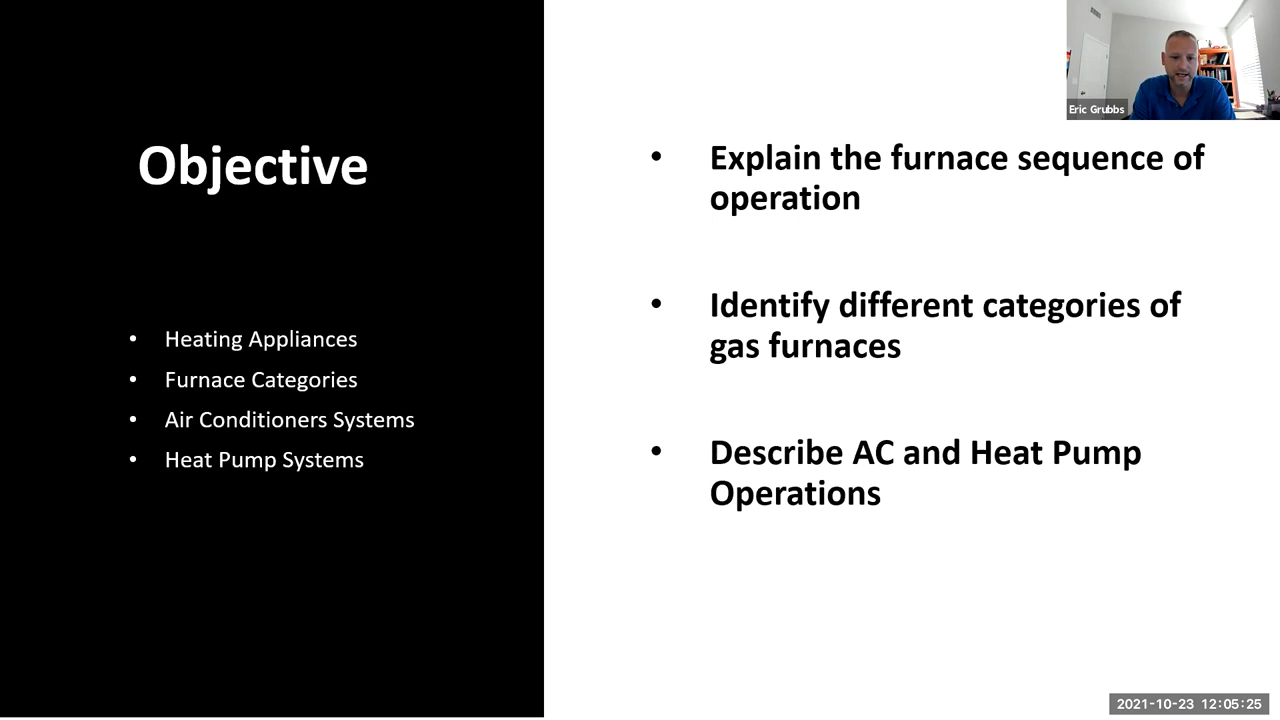 Objective
• Heating Appliances
• Furnace Categories
• Air Conditioners Systems
• Heat Pump Systems
Eric Grubbs
• Explain the furnace sequence of
operation
• Identify different categories of
gas furnaces
• Describe AC and Heat Pump
Operations
2021-10-23 12:05:25